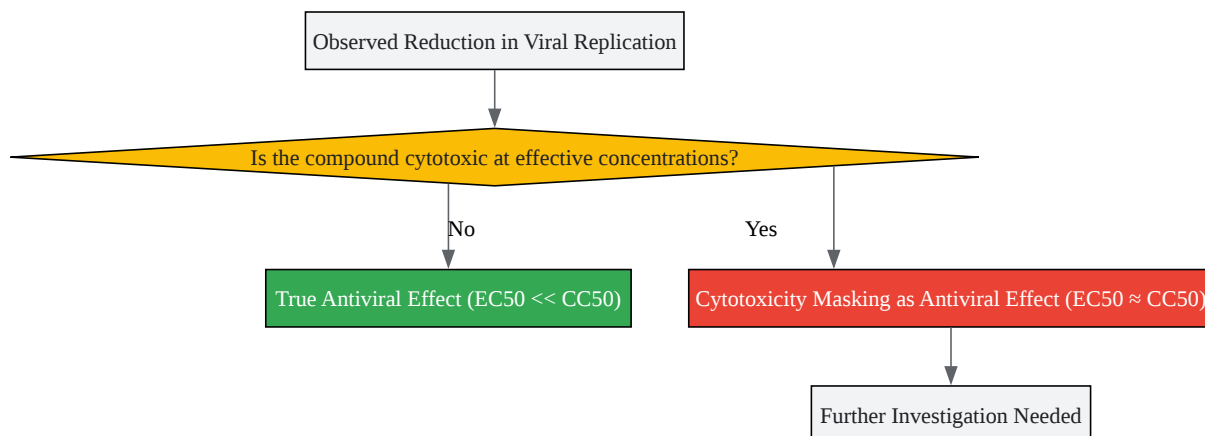 Observed Reduction in Viral Replication
Is the compound cytotoxic at effective concentrations?
No
Yes
True Antiviral Effect (EC50 << CC50)
Cytotoxicity Masking as Antiviral Effect (EC50 ≈ CC50)
Further Investigation Needed